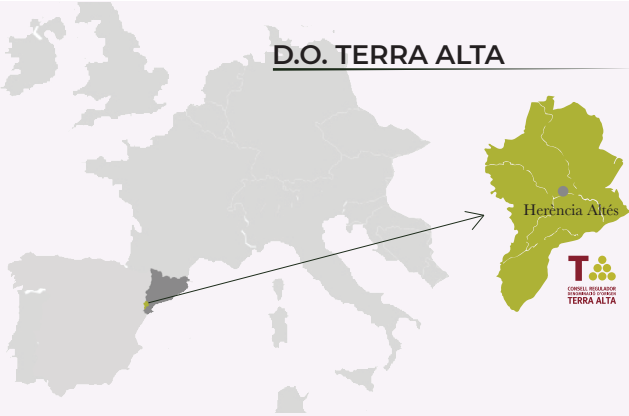 D.O. TERRA ALTA
Herència Altés
CONSELL REGULADOR
DENOMINACIÓ D'ORIGEN
TERRA ALTA